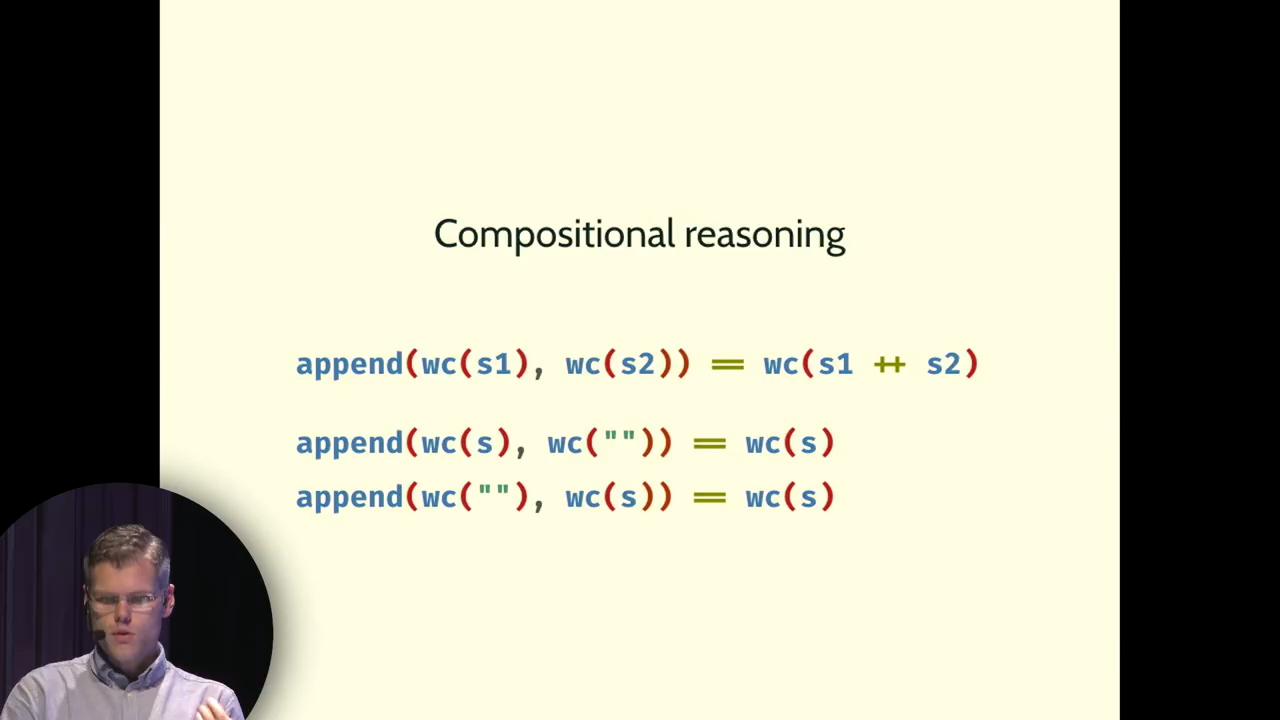 Compositional reasoning
append(wc(s1), wc(s2)) == wc(s1 ++ s2)
append(wc(s), wc("")) == wc(s)
append(wc(""), wc(s)) == wc(s)